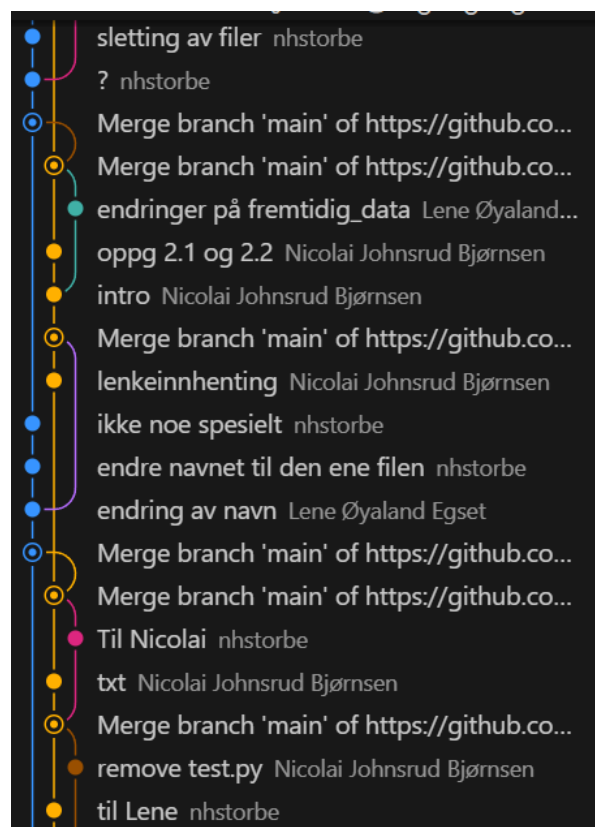 sletting av filer nhstorbe
? nhstorbe
Merge branch 'main' of https://github.co...
Merge branch 'main' of https://github.co...
endringer på fremtidig_data Lene Øyaland...
oppg 2.1 og 2.2 Nicolai Johnsrud Bjørnsen
intro Nicolai Johnsrud Bjørnsen
Merge branch 'main' of https://github.co...
lenkeinnhenting Nicolai Johnsrud Bjørnsen
ikke noe spesielt nhstorbe
endre navnet til den ene filen nhstorbe
endring av navn Lene Øyaland Egset
Merge branch 'main' of https://github.co...
Merge branch 'main' of https://github.co...
Til Nicolai nhstorbe
txt Nicolai Johnsrud Bjørnsen
Merge branch 'main' of https://github.co...
remove test.py Nicolai Johnsrud Bjørnsen
til Lene nhstorbe